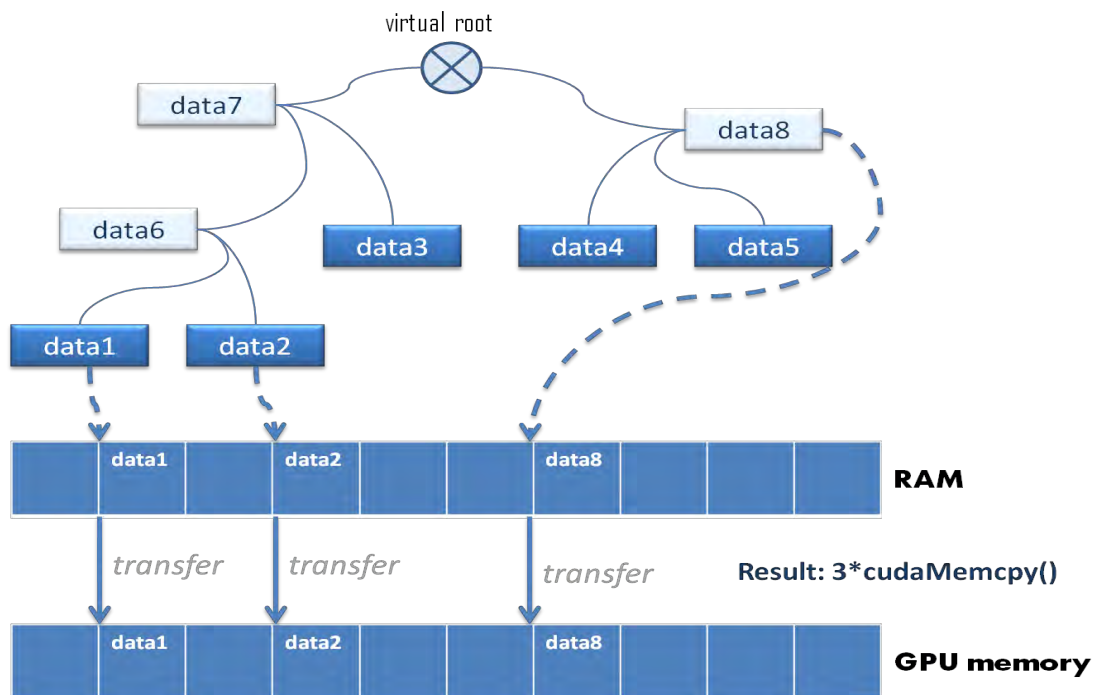 virtual root
data7
data8
data6
data3
data4
data5
data1
data2
data1
data2
data8
RAM
transfer
transfer
transfer
Result: 3*cudaMemcpy()
data1
data2
data8
GPU memory